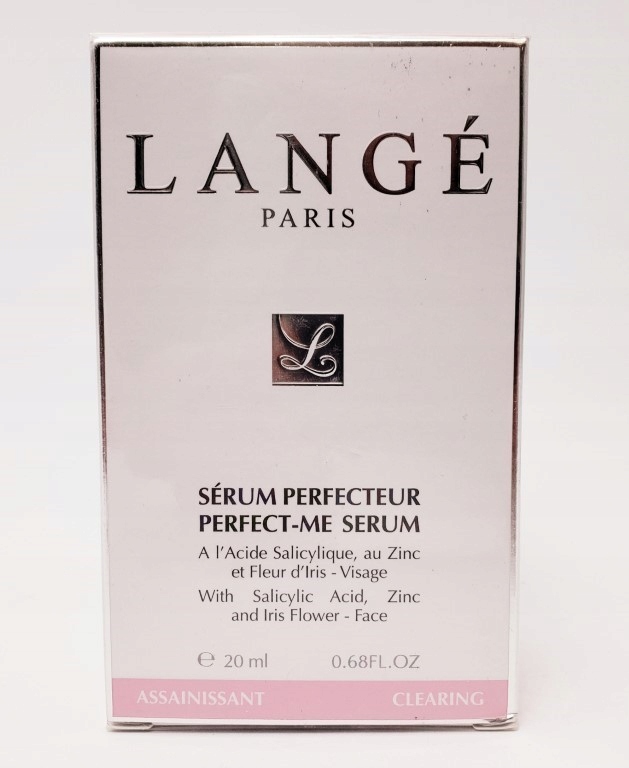 LANGÉ
PARIS
L
SÉRUM PERFECTEUR
PERFECT-ME SERUM
A l'Acide Salicylique, au Zinc
et Fleur d'Iris - Visage
With Salicylic Acid, Zinc
and Iris Flower - Face
℮ 20 ml 0.68FL.OZ
ASSAINISSANT CLEARING